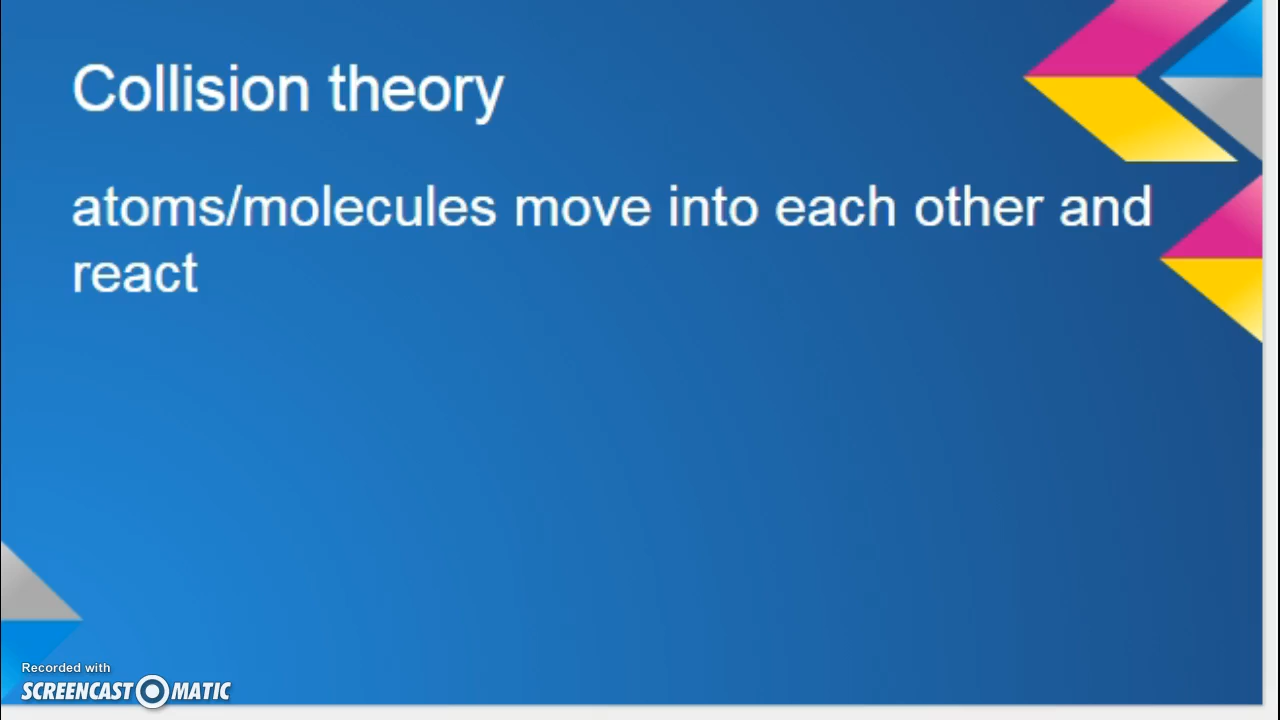 Collision theory
atoms/molecules move into each other and
react
Recorded with
SCREENCAST MATIC